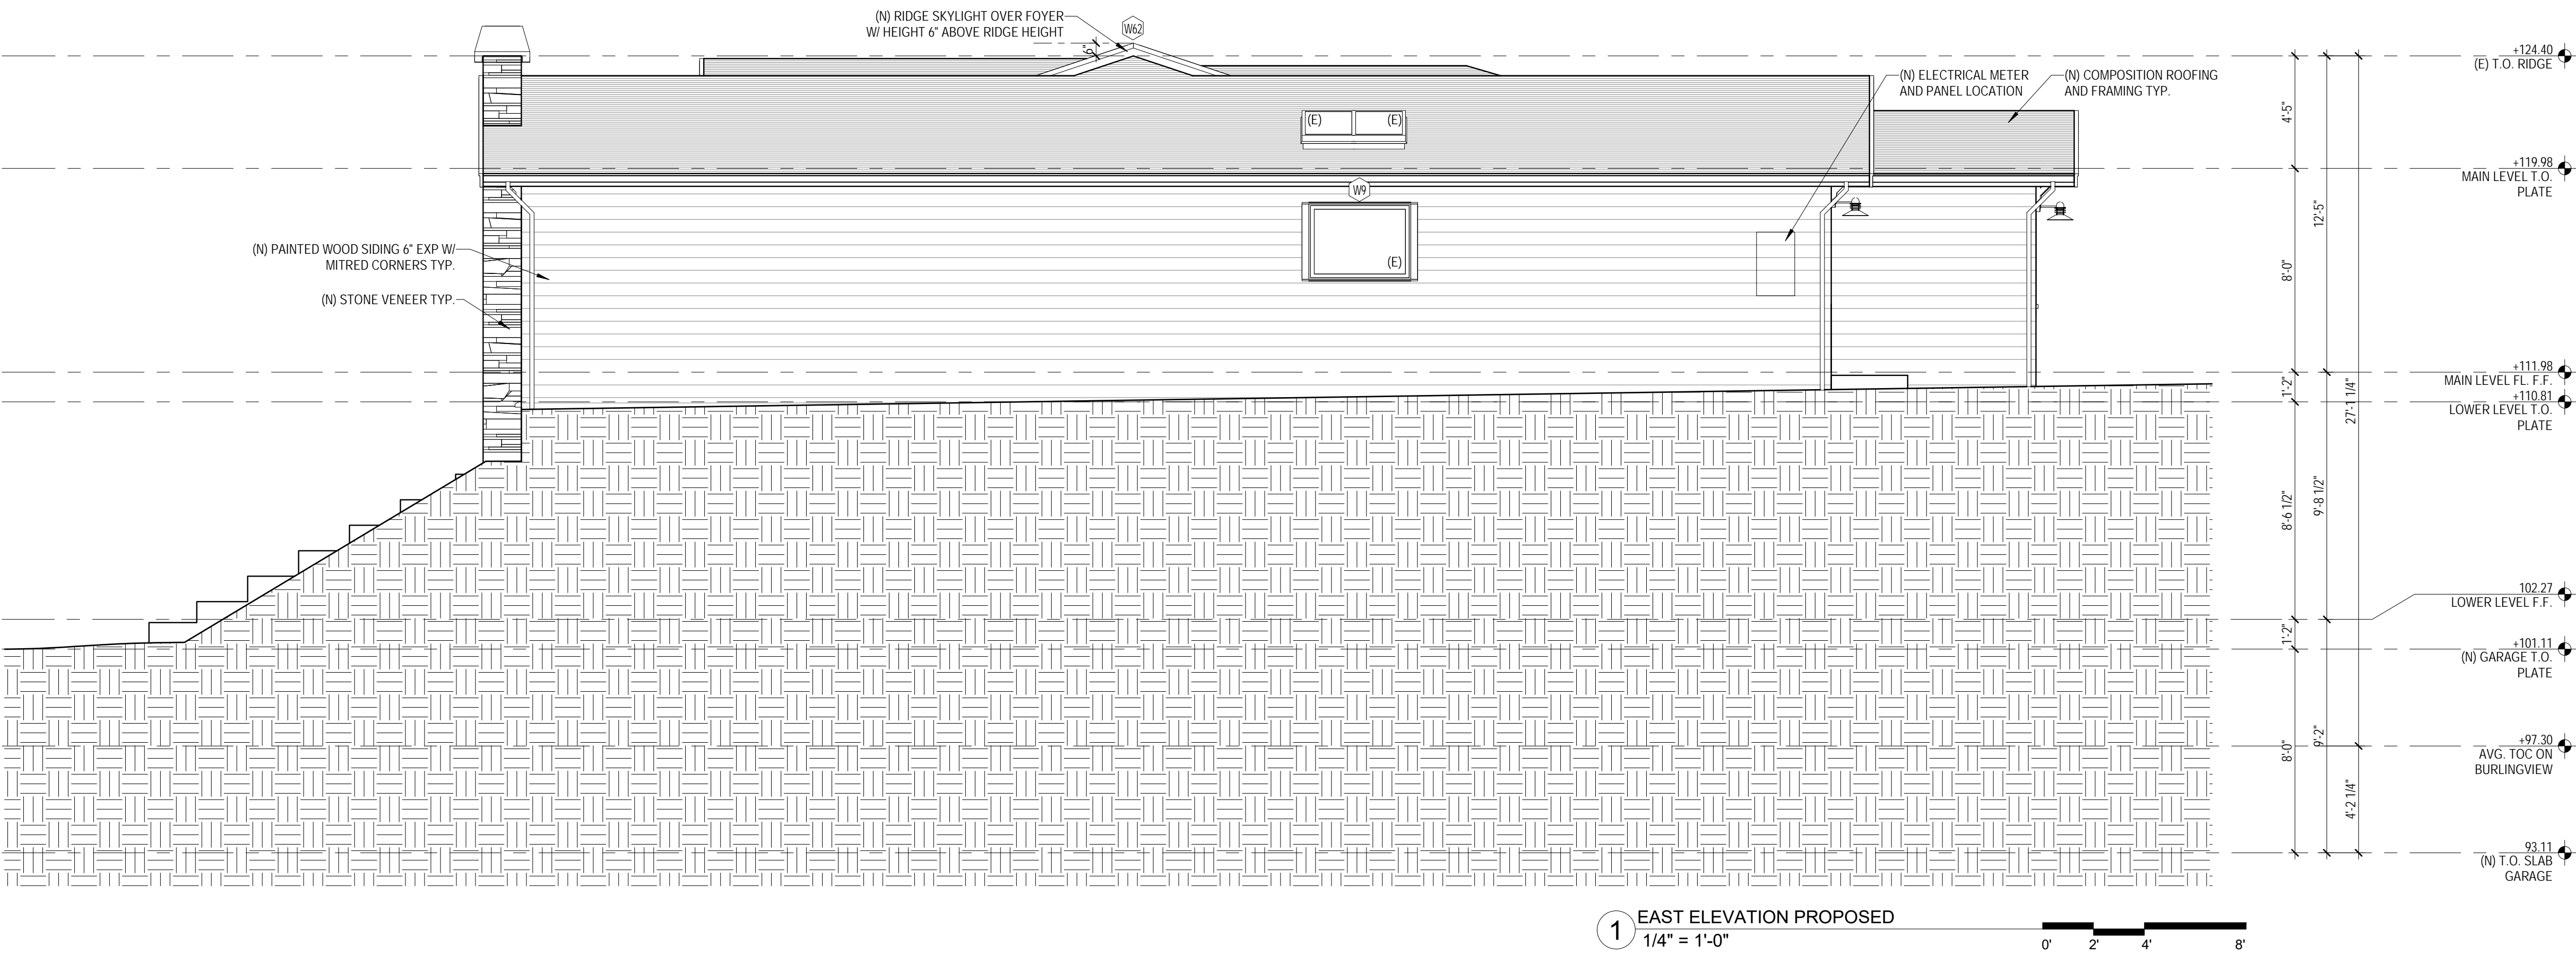 (N) RIDGE SKYLIGHT OVER FOYER
W/ HEIGHT 6" ABOVE RIDGE HEIGHT
6"
W62
+124.40
(E) T.O. RIDGE
(N) ELECTRICAL METER
AND PANEL LOCATION
(N) COMPOSITION ROOFING
AND FRAMING TYP.
4'-5"
(E)
(E)
+119.98
MAIN LEVEL T.O.
PLATE
W9
12'-5"
(N) PAINTED WOOD SIDING 6" EXP W/
MITRED CORNERS TYP.
(E)
8'-0"
(N) STONE VENEER TYP.
+111.98
MAIN LEVEL FL. F.F.
1'-2"
27'-1 1/4"
+110.81
LOWER LEVEL T.O.
PLATE
8'-6 1/2"
9'-8 1/2"
102.27
LOWER LEVEL F.F.
1'-2"
+101.11
(N) GARAGE T.O.
PLATE
9'-2"
8'-0"
+97.30
AVG. TOC ON
BURLINGVIEW
4'-2 1/4"
93.11
(N) T.O. SLAB
GARAGE
1
EAST ELEVATION PROPOSED
1/4" = 1'-0"
0' 2' 4' 8'